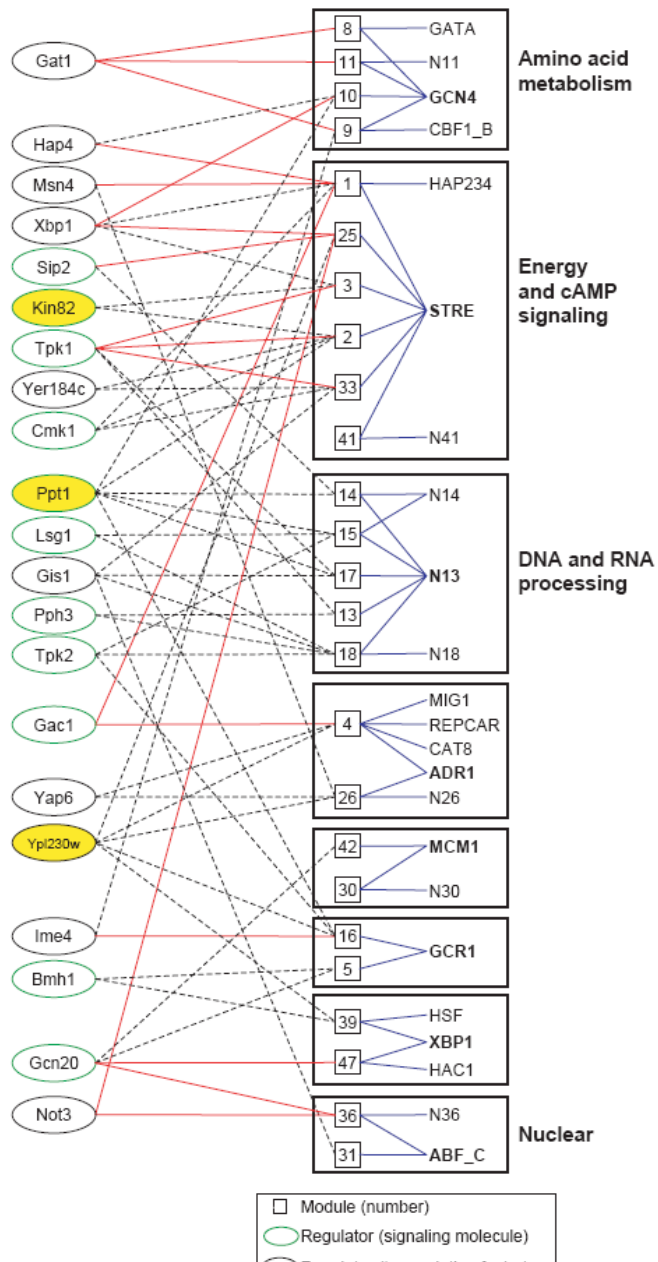 8 GATA
Gat1 11 N11 Amino acid
metabolism
10 GCN4
9 CBF1_B
Hap4
Msn4 1 HAP234
Xbp1
25
Sip2 Energy
and cAMP
signaling
3
Kin82 STRE
Tpk1 2
Yer184c 33
Cmk1 41 N41
Ppt1 14 N14
Lsg1 15
Gis1 17 N13 DNA and RNA
processing
Pph3 13
Tpk2 18 N18
MIG1
Gac1 4 REPCAR
CAT8
ADR1
Yap6 26 N26
Ypl230w 42 MCM1
30 N30
Ime4 16
GCR1
Bmh1 5
39 HSF
XBP1
Gcn20 47 HAC1
Not3 36 N36 Nuclear
31 ABF_C
Module (number)
Regulator (signaling molecule)